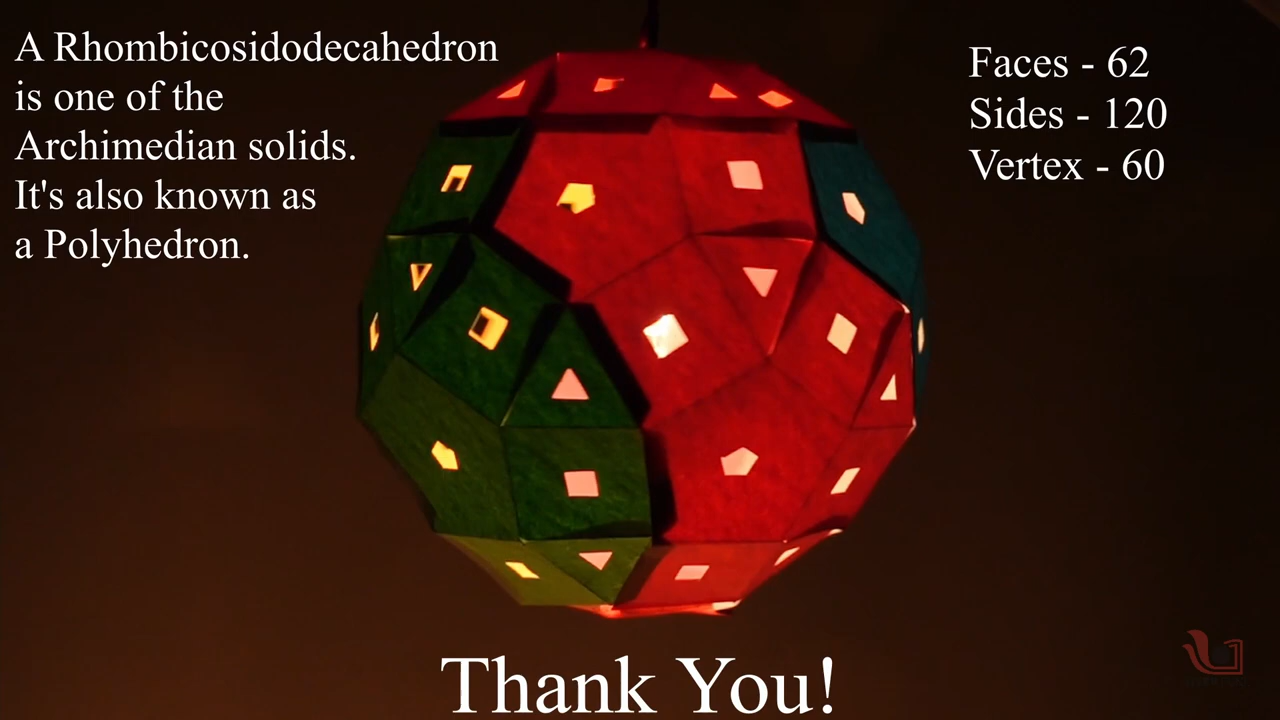 A Rhombicosidodecahedron
is one of the
Archimedian solids.
It's also known as
a Polyhedron.
Faces - 62
Sides - 120
Vertex - 60
Thank You!